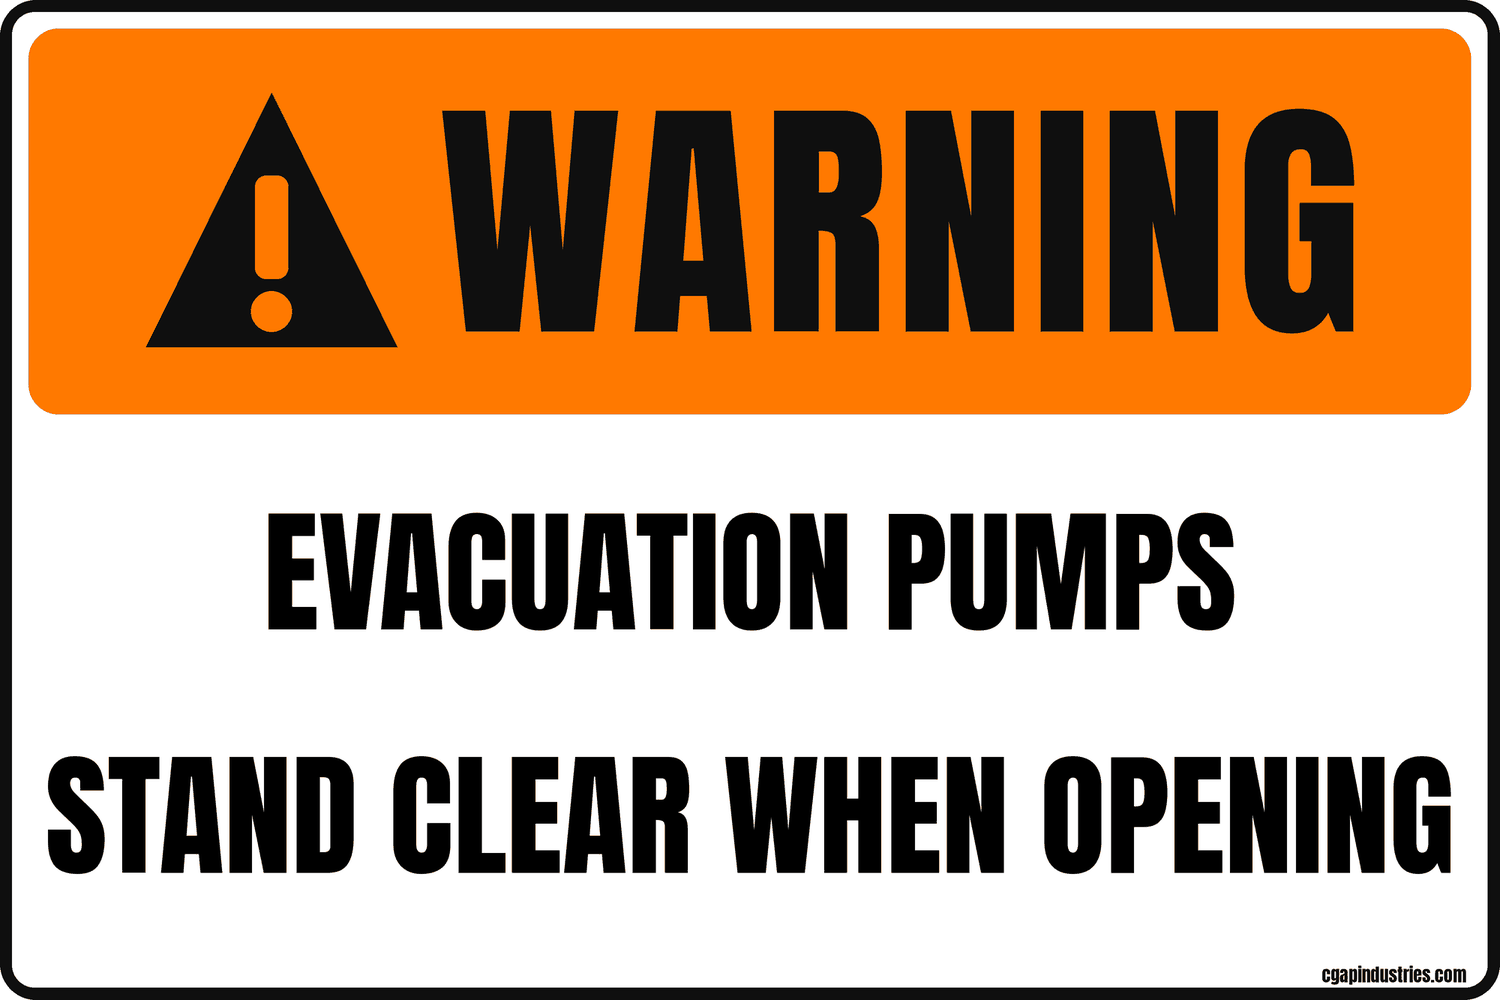 WARNING
EVACUATION PUMPS
STAND CLEAR WHEN OPENING
cgapindustries.com